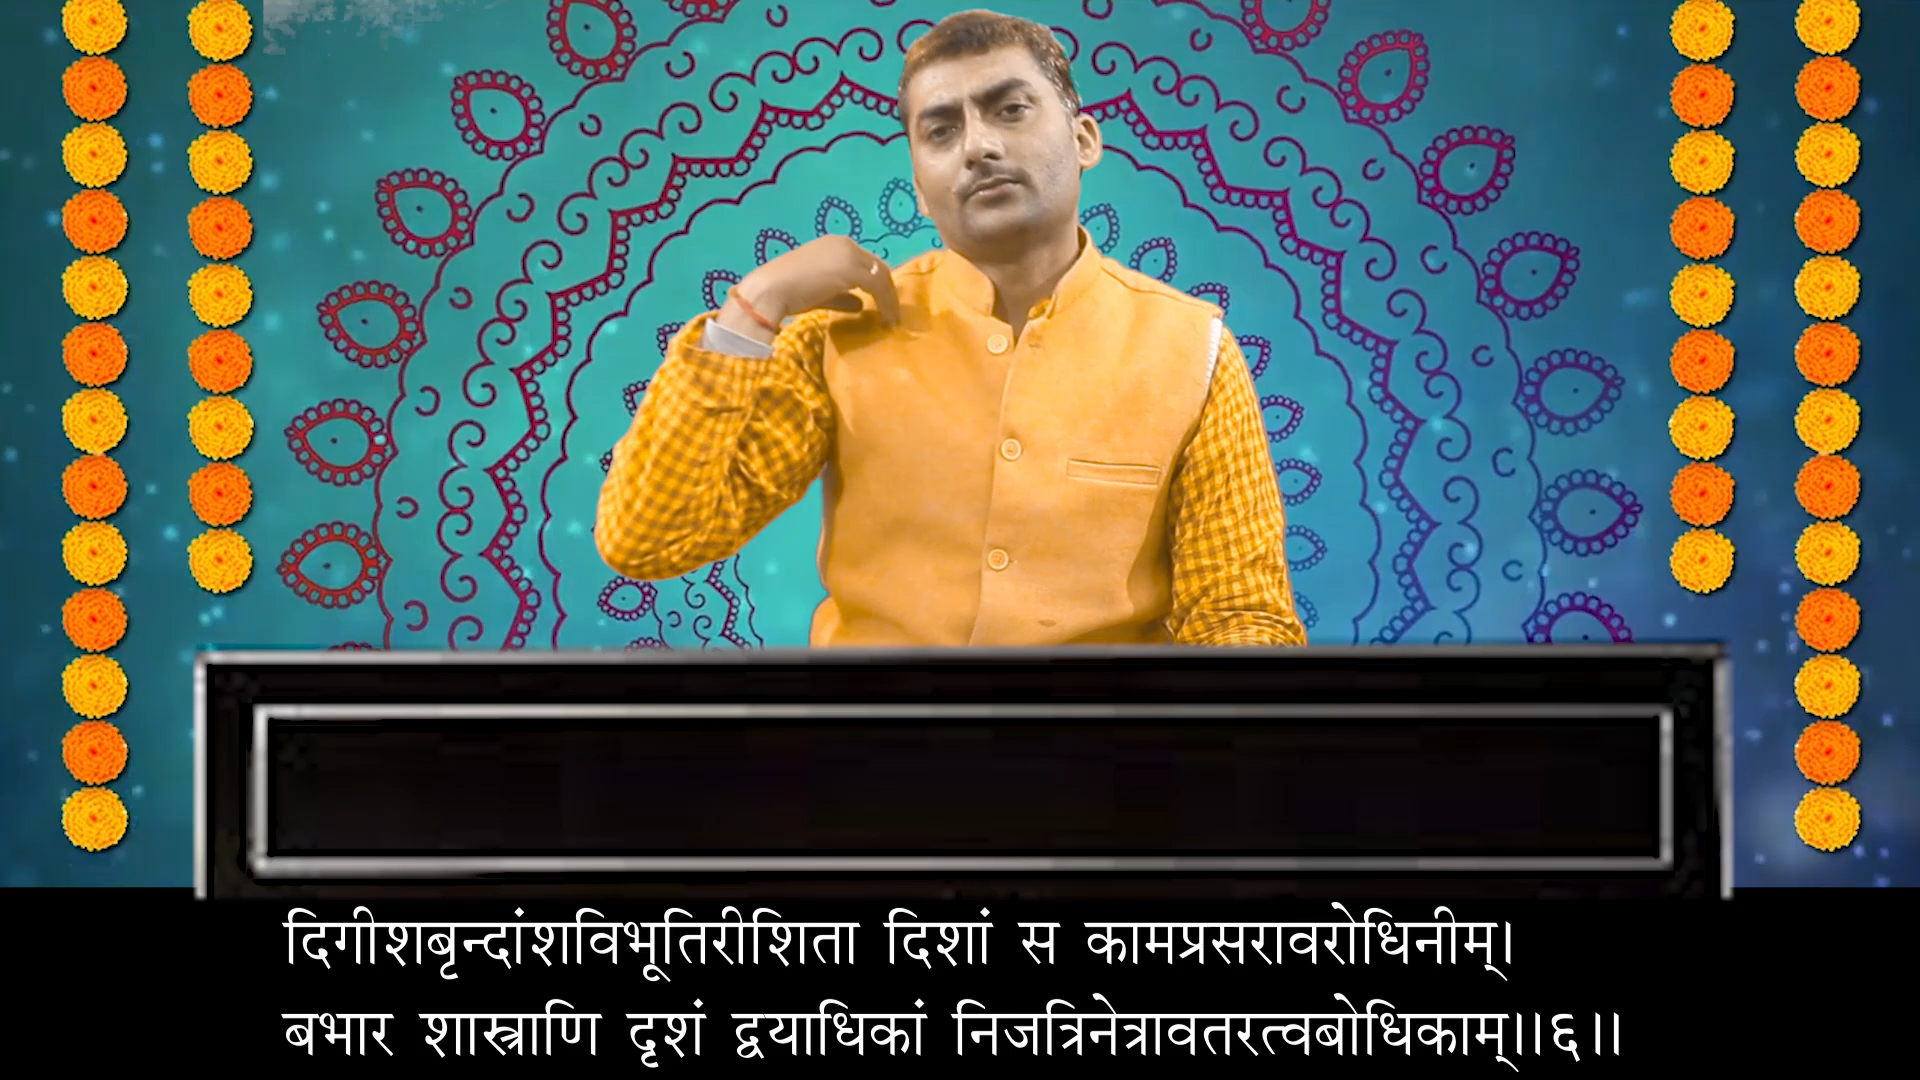 दिगीशबृन्दांशविभूतिरीशिता दिशां स कामप्रसरावरोधिनीम्।
बभार शास्त्राणि दृशं द्वयाधिकां निजत्रिनेत्रावतरत्वबोधिकाम्।।६।।